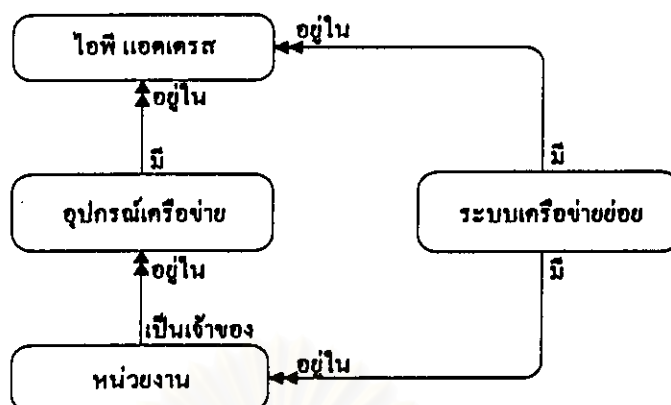 อยู่ใน
ไอพี แอดเดรส
อยู่ใน
มี
มี
อุปกรณ์เครือข่าย
ระบบเครือข่ายย่อย
อยู่ใน
มี
เป็นเจ้าของ
หน่วยงาน
อยู่ใน